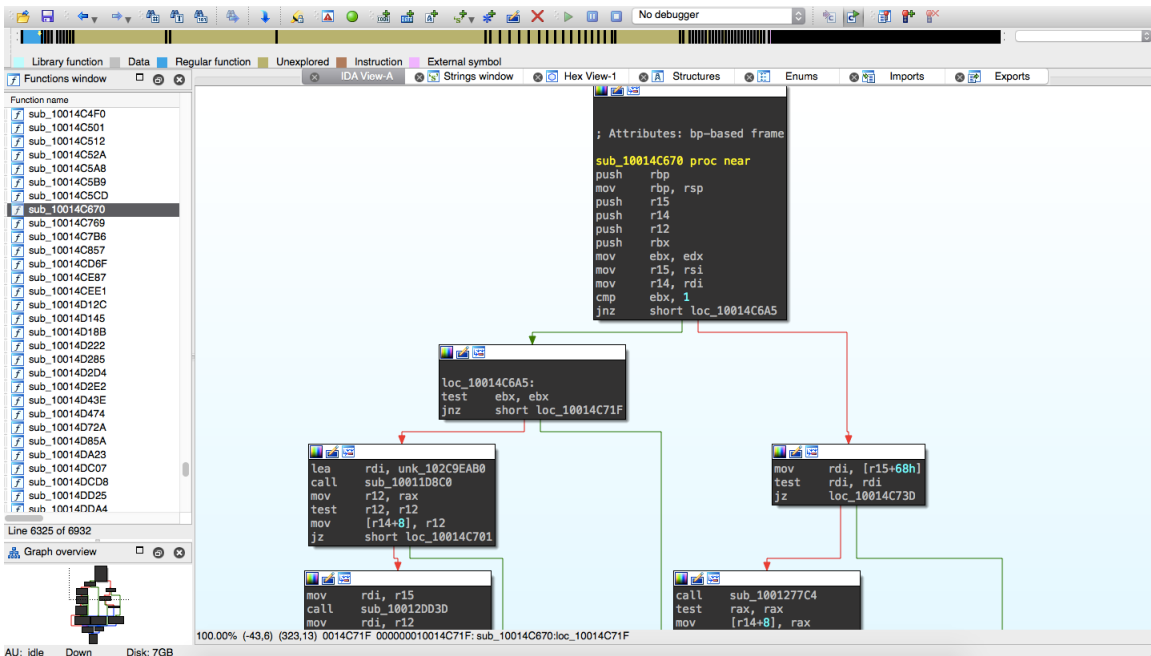 No debugger
Library function Data Regular function Unexplored Instruction External symbol
Functions window
IDA View-A Strings window Hex View-1 Structures Enums Imports Exports
Function name
sub_10014C4F0
sub_10014C501
sub_10014C512
sub_10014C52A
sub_10014C5A8
sub_10014C5B9
sub_10014C5CD
sub_10014C670
sub_10014C769
sub_10014C7B6
sub_10014C857
sub_10014CD6F
sub_10014CE87
sub_10014CEE1
sub_10014D12C
sub_10014D145
sub_10014D18B
sub_10014D222
sub_10014D285
sub_10014D2D4
sub_10014D2E2
sub_10014D43E
sub_10014D474
sub_10014D72A
sub_10014D85A
sub_10014DA23
sub_10014DC07
sub_10014DCD8
sub_10014DD25
sub_10014DDA4
Line 6325 of 6932
Graph overview
; Attributes: bp-based frame
sub_10014C670 proc near
push rbp
mov rbp, rsp
push r15
push r14
push r12
push rbx
mov ebx, edx
mov r15, rsi
mov r14, rdi
cmp ebx, 1
jnz short loc_10014C6A5
loc_10014C6A5:
test ebx, ebx
jnz short loc_10014C71F
lea rdi, unk_102C9EAB0
call sub_10011D8C0
mov r12, rax
test r12, r12
mov [r14+8], r12
jz short loc_10014C701
mov rdi, [r15+68h]
test rdi, rdi
jz loc_10014C73D
mov rdi, r15
call sub_10012DD3D
mov rdi, r12
call sub_1001277C4
test rax, rax
mov [r14+8], rax
100.00% (-43,6) (323,13) 0014C71F 000000010014C71F: sub_10014C670:loc_10014C71F
AU: idle Down Disk: 7GB